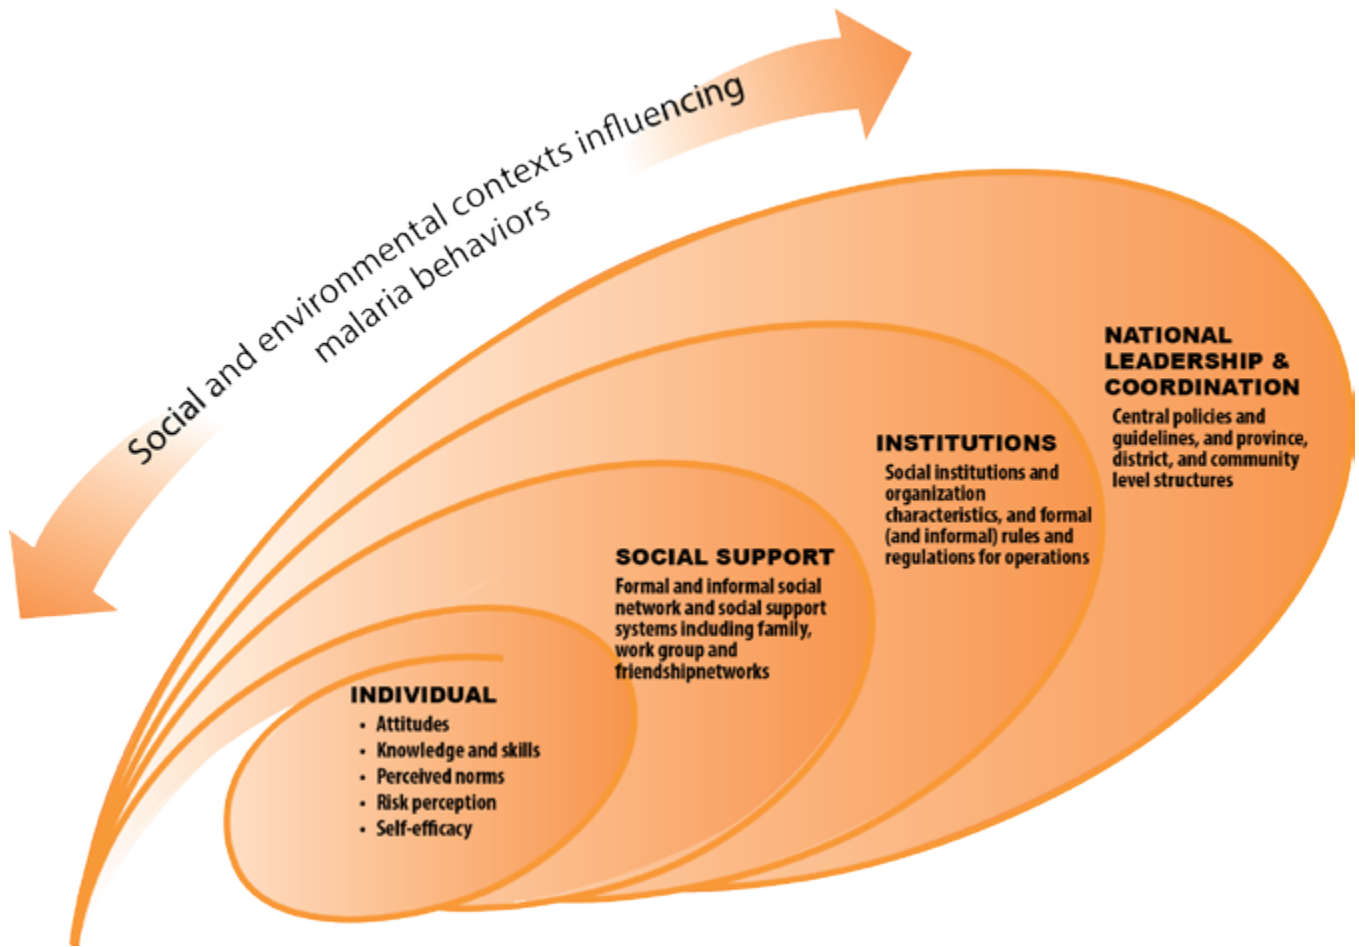 Social and environmental contexts influencing
malaria behaviors
NATIONAL
LEADERSHIP &
COORDINATION
Central policies and
guidelines, and province,
district, and community
level structures
INSTITUTIONS
Social institutions and
organization
characteristics, and formal
(and informal) rules and
regulations for operations
SOCIAL SUPPORT
Formal and informal social
network and social support
systems including family,
work group and
friendshipnetworks
INDIVIDUAL
• Attitudes
• Knowledge and skills
• Perceived norms
• Risk perception
• Self-efficacy